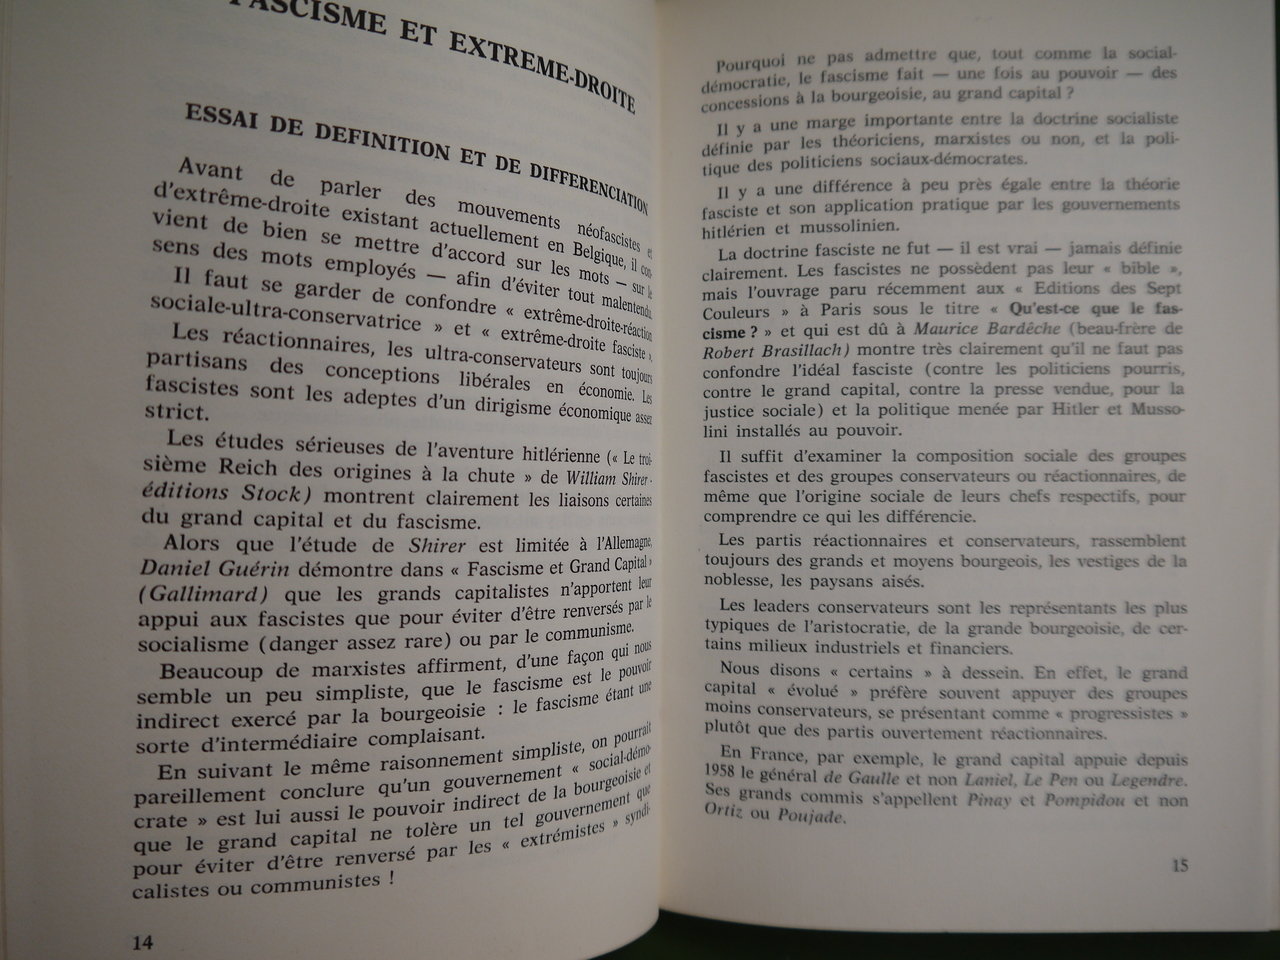 FASCISME ET EXTREME-DROITE
ESSAI DE DEFINITION ET DE DIFFERENCIATION
Avant de parler des mouvements néofascistes et
d'extrême-droite existant actuellement en Belgique, il con-
vient de bien se mettre d'accord sur les mots — sur le
sens des mots employés — afin d'éviter tout malentendu.
Il faut se garder de confondre « extrême-droite-réaction
sociale-ultra-conservatrice » et « extrême-droite fasciste ».
Les réactionnaires, les ultra-conservateurs sont toujours
partisans des conceptions libérales en économie. Les
fascistes sont les adeptes d'un dirigisme économique assez
strict.
Les études sérieuses de l'aventure hitlérienne (« Le troi-
sième Reich des origines à la chute » de William Shirer -
éditions Stock) montrent clairement les liaisons certaines
du grand capital et du fascisme.
Alors que l'étude de Shirer est limitée à l'Allemagne,
Daniel Guérin démontre dans « Fascisme et Grand Capital »
(Gallimard) que les grands capitalistes n'apportent leur
appui aux fascistes que pour éviter d'être renversés par le
socialisme (danger assez rare) ou par le communisme.
Beaucoup de marxistes affirment, d'une façon qui nous
semble un peu simpliste, que le fascisme est le pouvoir
indirect exercé par la bourgeoisie : le fascisme étant une
sorte d'intermédiaire complaisant.
En suivant le même raisonnement simpliste, on pourrait
pareillement conclure qu'un gouvernement « social-démo-
crate » est lui aussi le pouvoir indirect de la bourgeoisie et
que le grand capital ne tolère un tel gouvernement que
pour éviter d'être renversé par les « extrémistes » syndi-
calistes ou communistes !
14
Pourquoi ne pas admettre que, tout comme la social-
démocratie, le fascisme fait — une fois au pouvoir — des
concessions à la bourgeoisie, au grand capital ?
Il y a une marge importante entre la doctrine socialiste
définie par les théoriciens, marxistes ou non, et la poli-
tique des politiciens sociaux-démocrates.
Il y a une différence à peu près égale entre la théorie
fasciste et son application pratique par les gouvernements
hitlérien et mussolinien.
La doctrine fasciste ne fut — il est vrai — jamais définie
clairement. Les fascistes ne possèdent pas leur « bible »,
mais l'ouvrage paru récemment aux « Editions des Sept
Couleurs » à Paris sous le titre « Qu'est-ce que le fas-
cisme ? » et qui est dû à Maurice Bardêche (beau-frère de
Robert Brasillach) montre très clairement qu'il ne faut pas
confondre l'idéal fasciste (contre les politiciens pourris,
contre le grand capital, contre la presse vendue, pour la
justice sociale) et la politique menée par Hitler et Musso-
lini installés au pouvoir.
Il suffit d'examiner la composition sociale des groupes
fascistes et des groupes conservateurs ou réactionnaires, de
même que l'origine sociale de leurs chefs respectifs, pour
comprendre ce qui les différencie.
Les partis réactionnaires et conservateurs, rassemblent
toujours des grands et moyens bourgeois, les vestiges de la
noblesse, les paysans aisés.
Les leaders conservateurs sont les représentants les plus
typiques de l'aristocratie, de la grande bourgeoisie, de cer-
tains milieux industriels et financiers.
Nous disons « certains » à dessein. En effet, le grand
capital « évolué » préfère souvent appuyer des groupes
moins conservateurs, se présentant comme « progressistes »
plutôt que des partis ouvertement réactionnaires.
En France, par exemple, le grand capital appuie depuis
1958 le général de Gaulle et non Laniel, Le Pen ou Legendre.
Ses grands commis s'appellent Pinay et Pompidou et non
Ortiz ou Poujade.
15